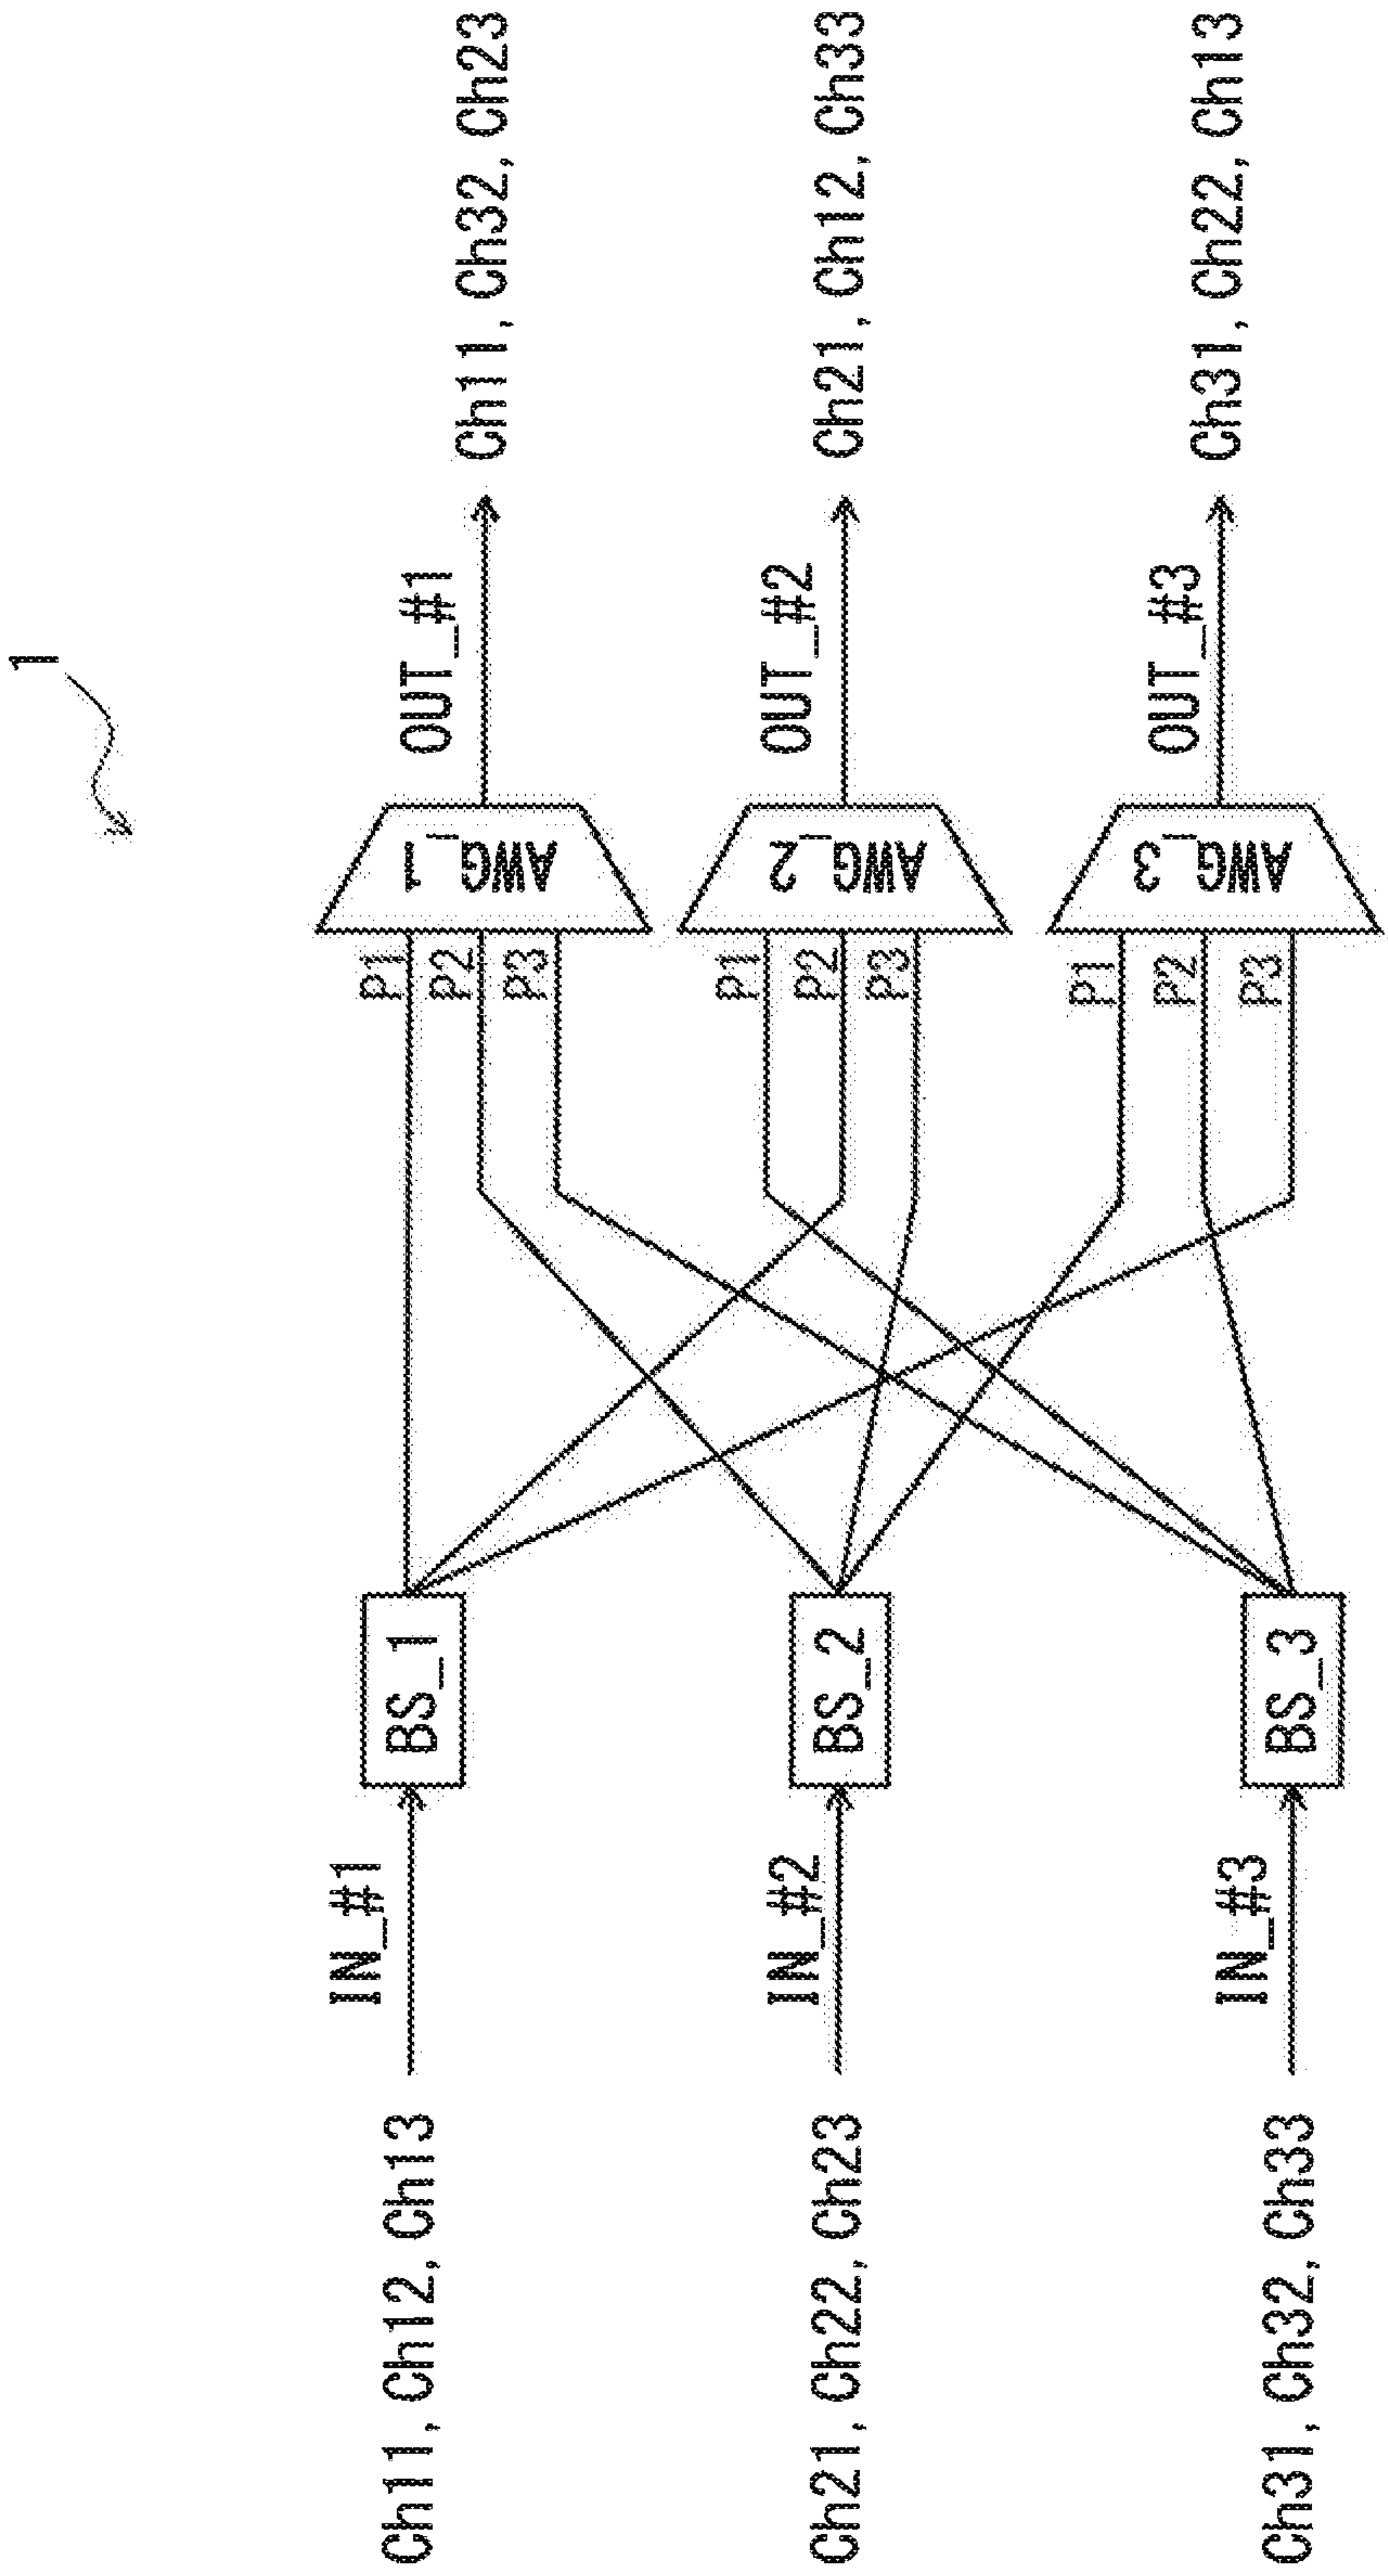 1
Ch11, Ch12, Ch13
IN_#1
BS_1
P1
P2
P3
AWG_1
OUT_#1
Ch11, Ch32, Ch23
Ch21, Ch22, Ch23
IN_#2
BS_2
P1
P2
P3
AWG_2
OUT_#2
Ch21, Ch12, Ch33
Ch31, Ch32, Ch33
IN_#3
BS_3
P1
P2
P3
AWG_3
OUT_#3
Ch31, Ch22, Ch13